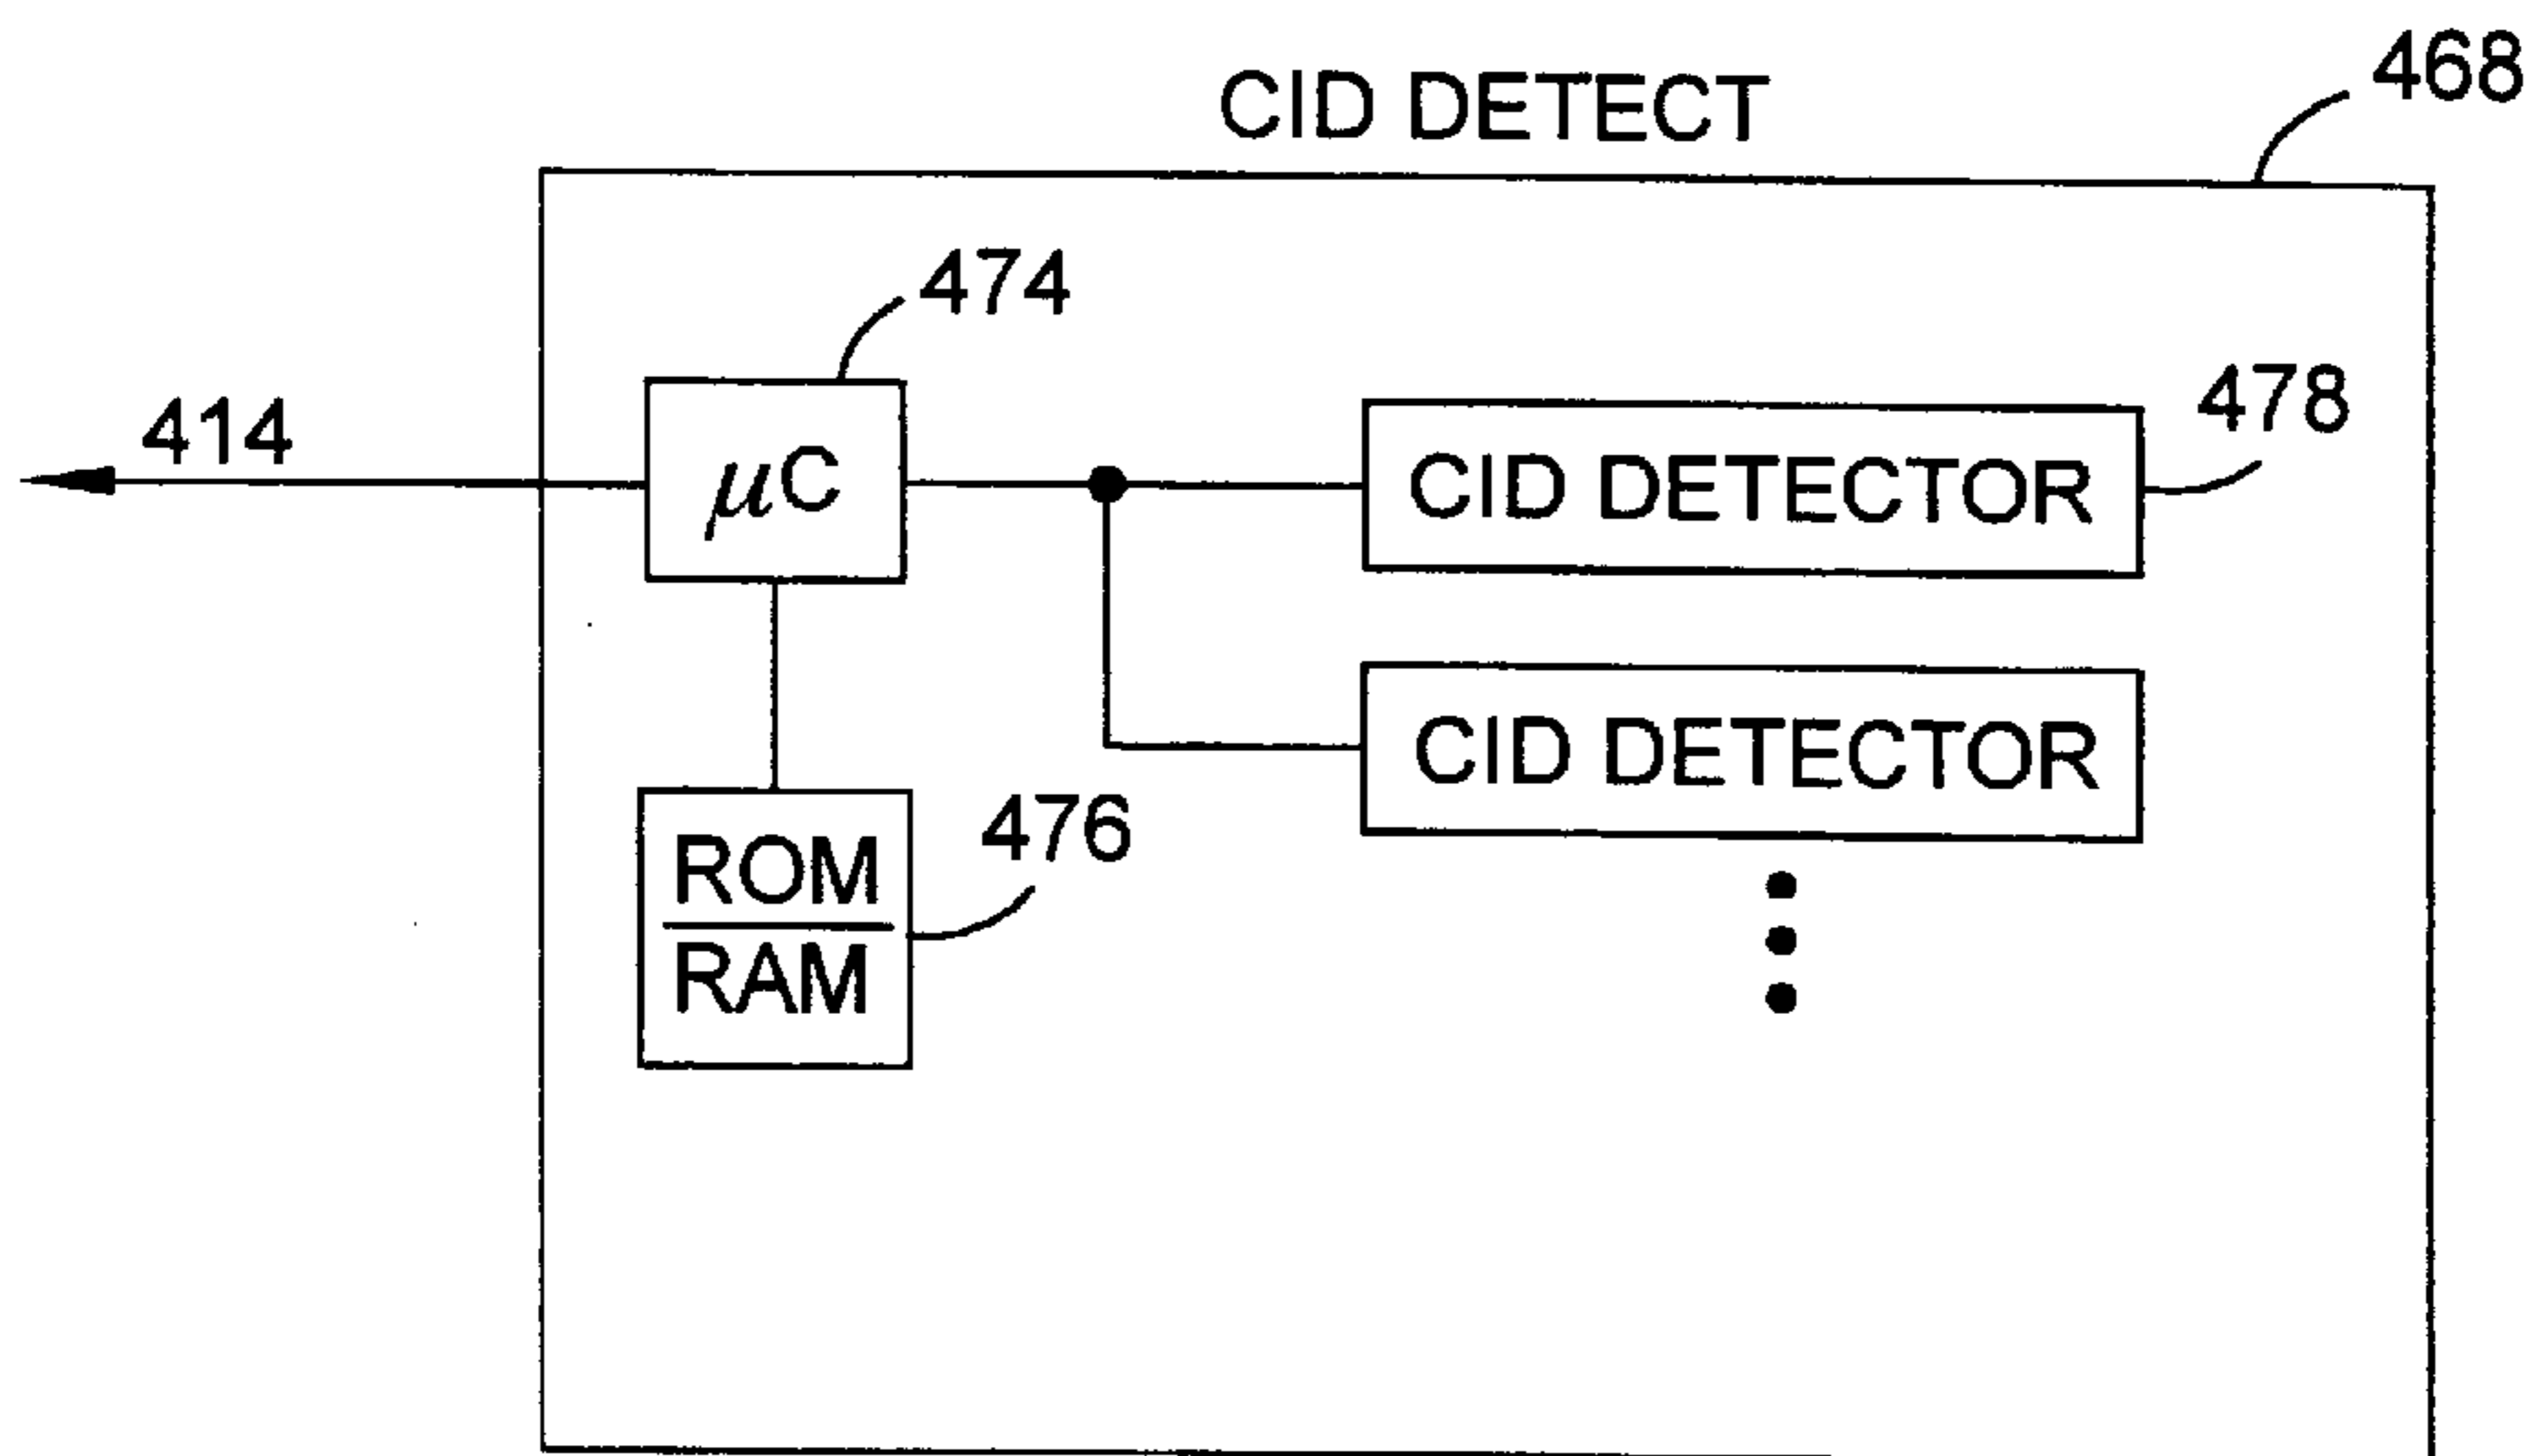 CID DETECT
468
474
414
μC
478
CID DETECTOR
CID DETECTOR
476
ROM
RAM